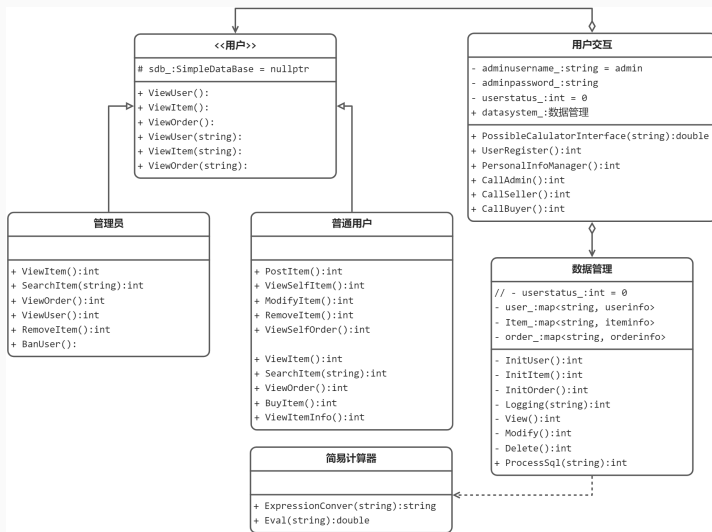 <<用户>>
# sdb_:SimpleDataBase = nullptr
+ ViewUser():
+ ViewItem():
+ ViewOrder():
+ ViewUser(string):
+ ViewItem(string):
+ ViewOrder(string):
用户交互
- adminusername_:string = admin
- adminpassword_:string
- userstatus_:int = 0
+ datasystem_:数据管理
+ PossibleCalulatorInterface(string):double
+ UserRegister():int
+ PersonalInfoManager():int
+ CallAdmin():int
+ CallSeller():int
+ CallBuyer():int
管理员
+ ViewItem():int
+ SearchItem(string):int
+ ViewOrder():int
+ ViewUser():int
+ RemoveItem():int
+ BanUser():
普通用户
+ PostItem():int
+ ViewSelfItem():int
+ ModifyItem():int
+ RemoveItem():int
+ ViewSelfOrder():int
+ ViewItem():int
+ SearchItem(string):int
+ ViewOrder():int
+ BuyItem():int
+ ViewItemInfo():int
数据管理
// - userstatus_:int = 0
- user_:map<string, userinfo>
- Item_:map<string, iteminfo>
- order_:map<string, orderinfo>
- InitUser():int
- InitItem():int
- InitOrder():int
- Logging(string):int
- View():int
- Modify():int
- Delete():int
+ ProcessSql(string):int
简易计算器
+ ExpressionConver(string):string
+ Eval(string):double